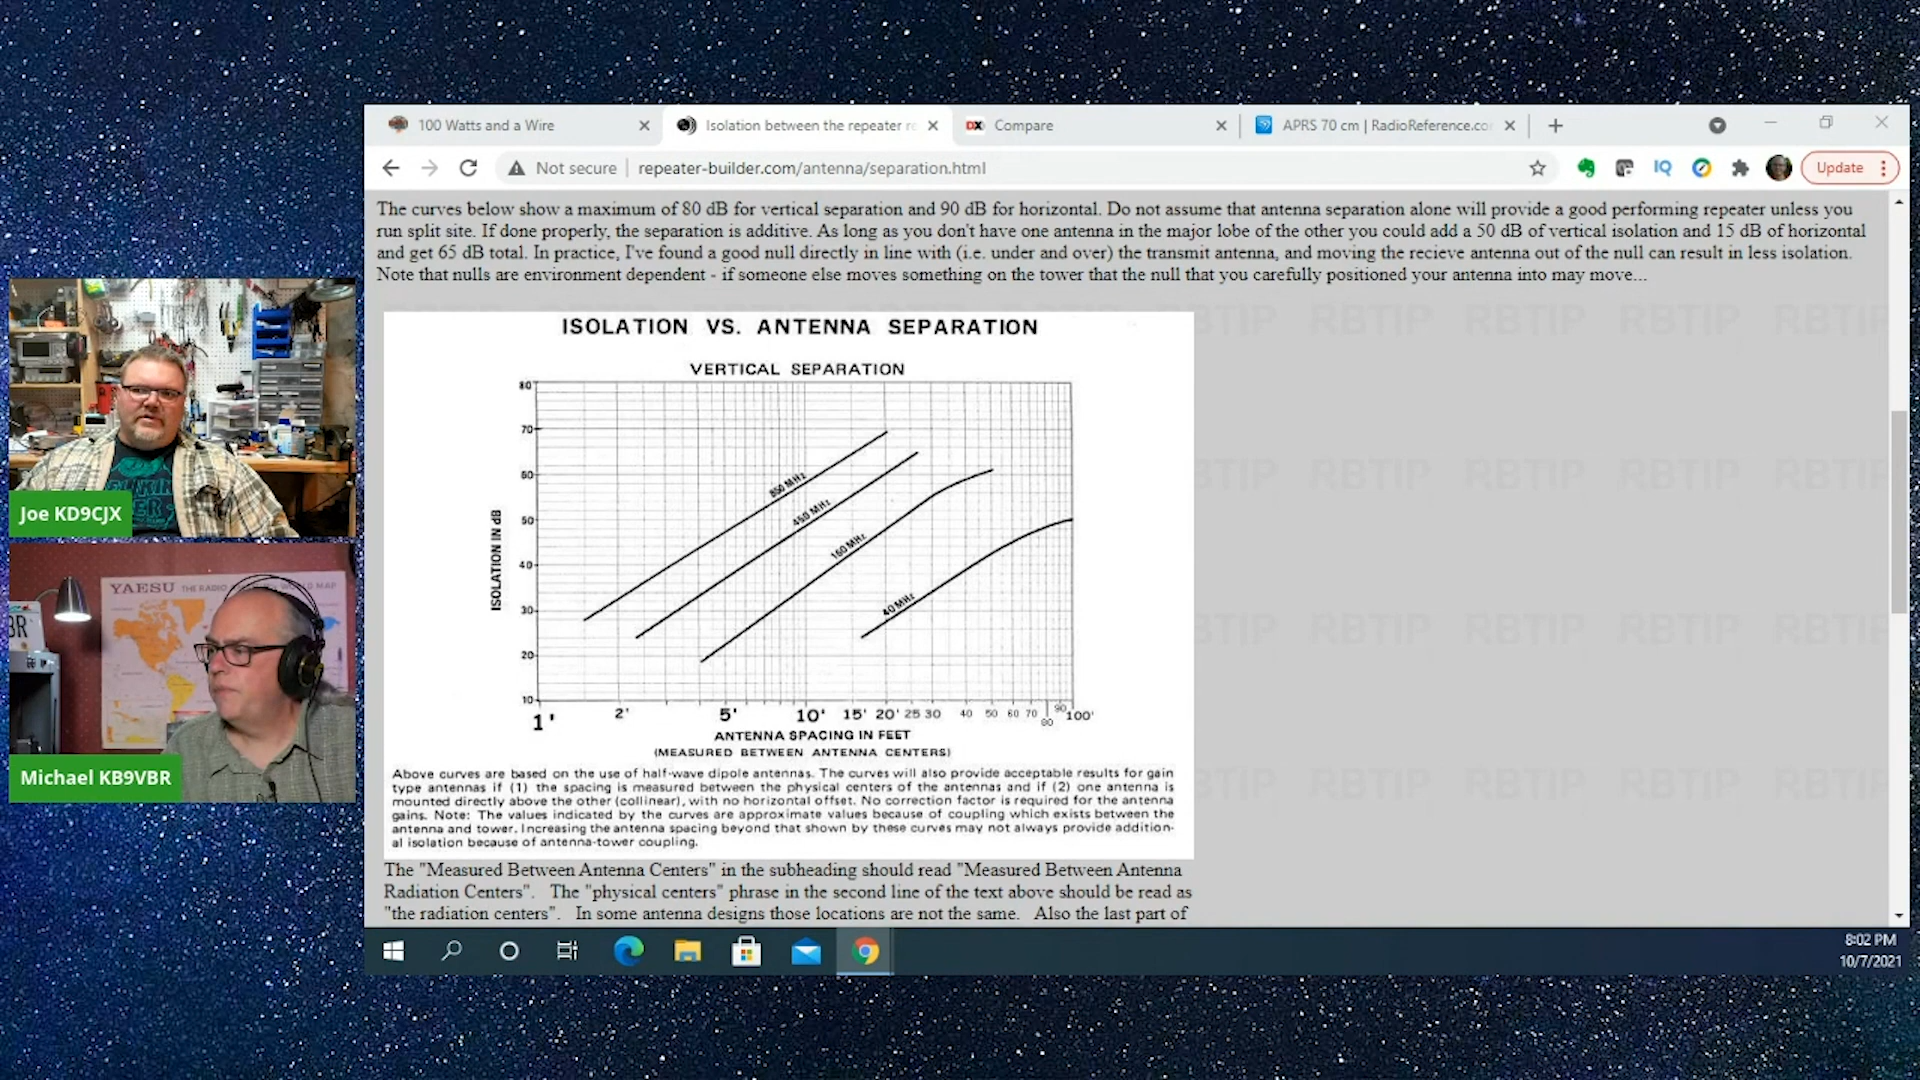 100 Watts and a Wire
Isolation between the repeater r
Compare
APRS 70 cm | RadioReference.co
Not secure
repeater-builder.com/antenna/separation.html
Update
The curves below show a maximum of 80 dB for vertical separation and 90 dB for horizontal. Do not assume that antenna separation alone will provide a good performing repeater unless you
run split site. If done properly, the separation is additive. As long as you don't have one antenna in the major lobe of the other you could add a 50 dB of vertical isolation and 15 dB of horizontal
and get 65 dB total. In practice, I've found a good null directly in line with (i.e. under and over) the transmit antenna, and moving the recieve antenna out of the null can result in less isolation.
Note that nulls are environment dependent - if someone else moves something on the tower that the null that you carefully positioned your antenna into may move...
ISOLATION VS. ANTENNA SEPARATION
VERTICAL SEPARATION
80
70
60
50
40
30
20
10
ISOLATION IN dB
850 MHz
450 MHz
160 MHz
40 MHz
1' 2' 5' 10' 15' 20' 25 30 40 50 60 70 80 90 100'
ANTENNA SPACING IN FEET
(MEASURED BETWEEN ANTENNA CENTERS)
Above curves are based on the use of half-wave dipole antennas. The curves will also provide acceptable results for gain
type antennas if (1) the spacing is measured between the physical centers of the antennas and if (2) one antenna is
mounted directly above the other (collinear), with no horizontal offset. No correction factor is required for the antenna
gains. Note: The values indicated by the curves are approximate values because of coupling which exists between the
antenna and tower. Increasing the antenna spacing beyond that shown by these curves may not always provide addition-
al isolation because of antenna-tower coupling.
The "Measured Between Antenna Centers" in the subheading should read "Measured Between Antenna
Radiation Centers". The "physical centers" phrase in the second line of the text above should be read as
"the radiation centers". In some antenna designs those locations are not the same. Also the last part of
RBTIP RBTIP RBTIP
RBTIP RBTIP RBTIP
RBTIP RBTIP RBTIP
RBTIP RBTIP RBTIP
8:02 PM
10/7/2021
Joe KD9CJX
YAESU THE RADIO
Michael KB9VBR